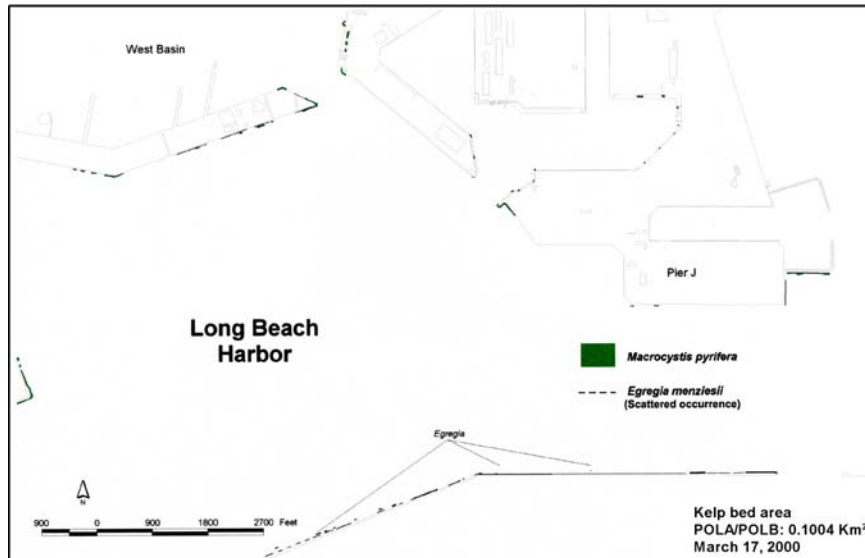 West Basin
Pier J
Long Beach
Harbor
Macrocystis pyrifera
Egregia menziesii
(Scattered occurrence)
Egregia
N
900 0 900 1800 2700 Feet
Kelp bed area
POLA/POLB: 0.1004 Km²
March 17, 2000